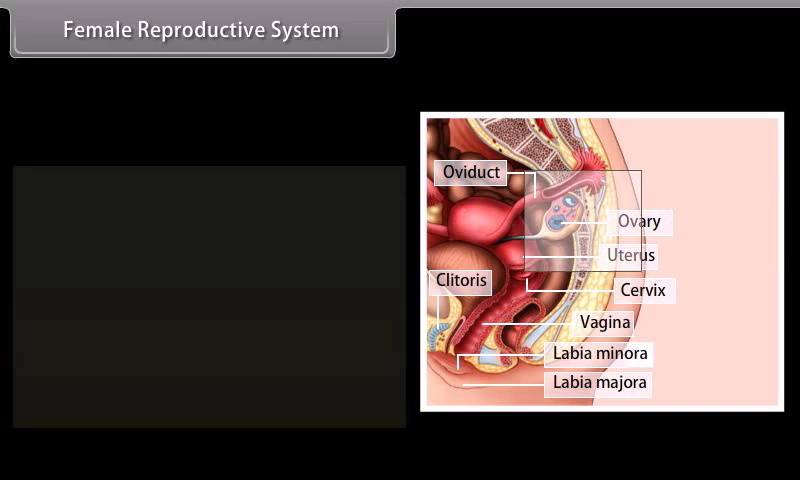 Female Reproductive System
Oviduct
Ovary
Uterus
Clitoris
Cervix
Vagina
Labia minora
Labia majora